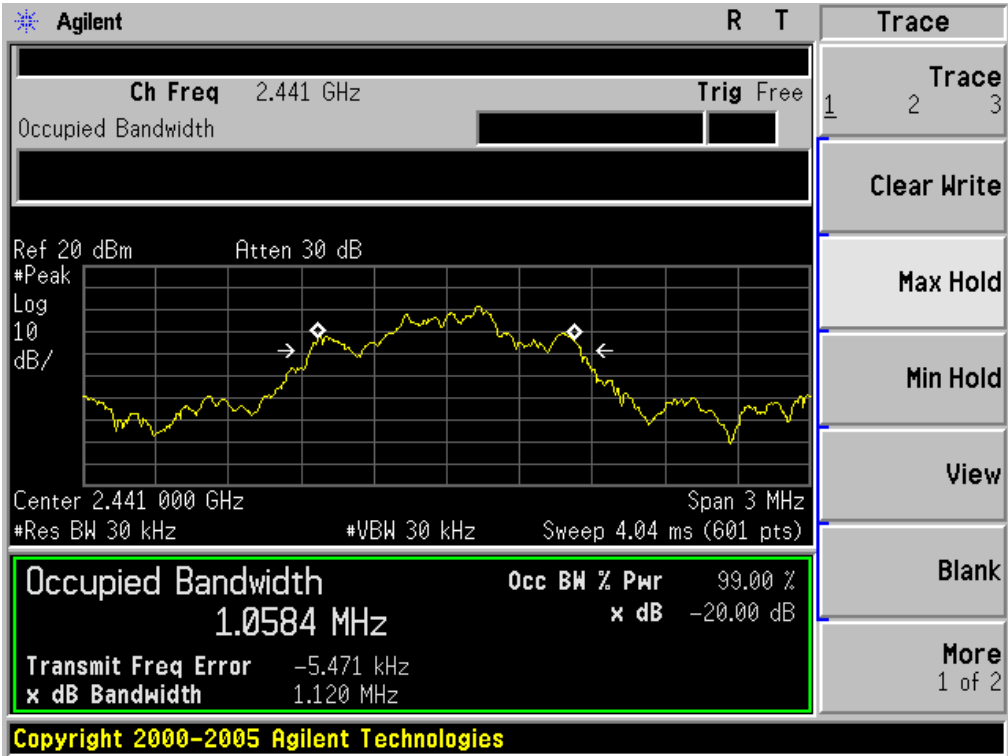 Agilent R T Trace
Ch Freq 2.441 GHz Trig Free
Occupied Bandwidth
Trace
1 2 3
Clear Write
Max Hold
Min Hold
View
Blank
More
1 of 2
Ref 20 dBm Atten 30 dB
#Peak
Log
10
dB/
Center 2.441 000 GHz Span 3 MHz
#Res BW 30 kHz #VBW 30 kHz Sweep 4.04 ms (601 pts)
Occupied Bandwidth Occ BW % Pwr 99.00 %
1.0584 MHz x dB -20.00 dB
Transmit Freq Error -5.471 kHz
x dB Bandwidth 1.120 MHz
Copyright 2000-2005 Agilent Technologies